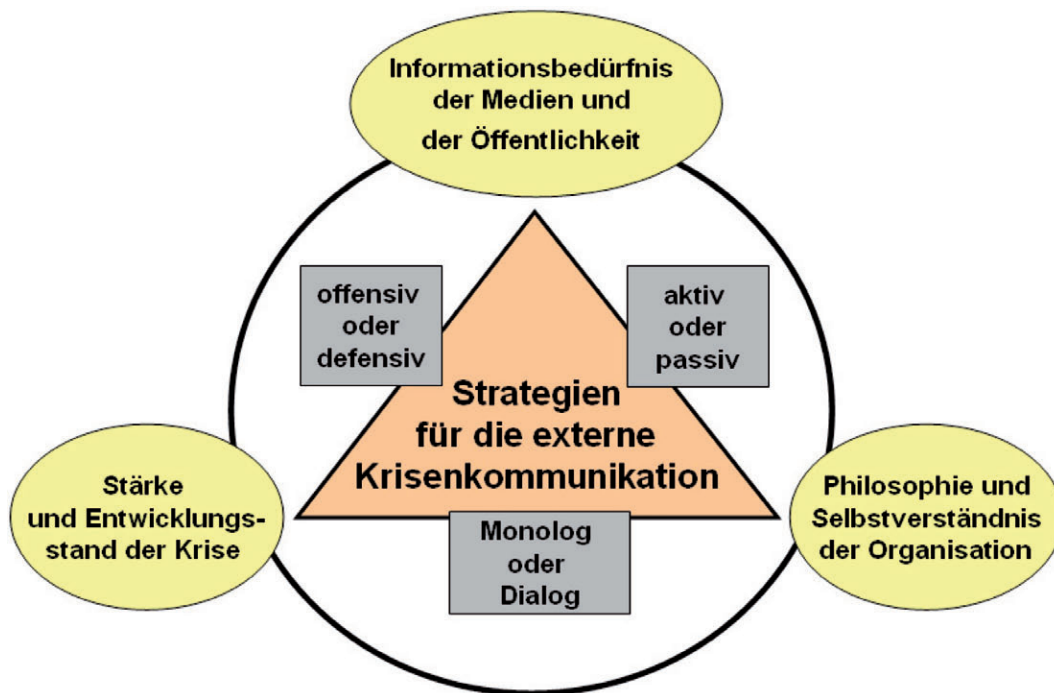 Informationsbedürfnis
der Medien und
der Öffentlichkeit
offensiv
oder
defensiv
aktiv
oder
passiv
Strategien
für die externe
Krisenkommunikation
Stärke
und Entwicklungs-
stand der Krise
Philosophie und
Selbstverständnis
der Organisation
Monolog
oder
Dialog